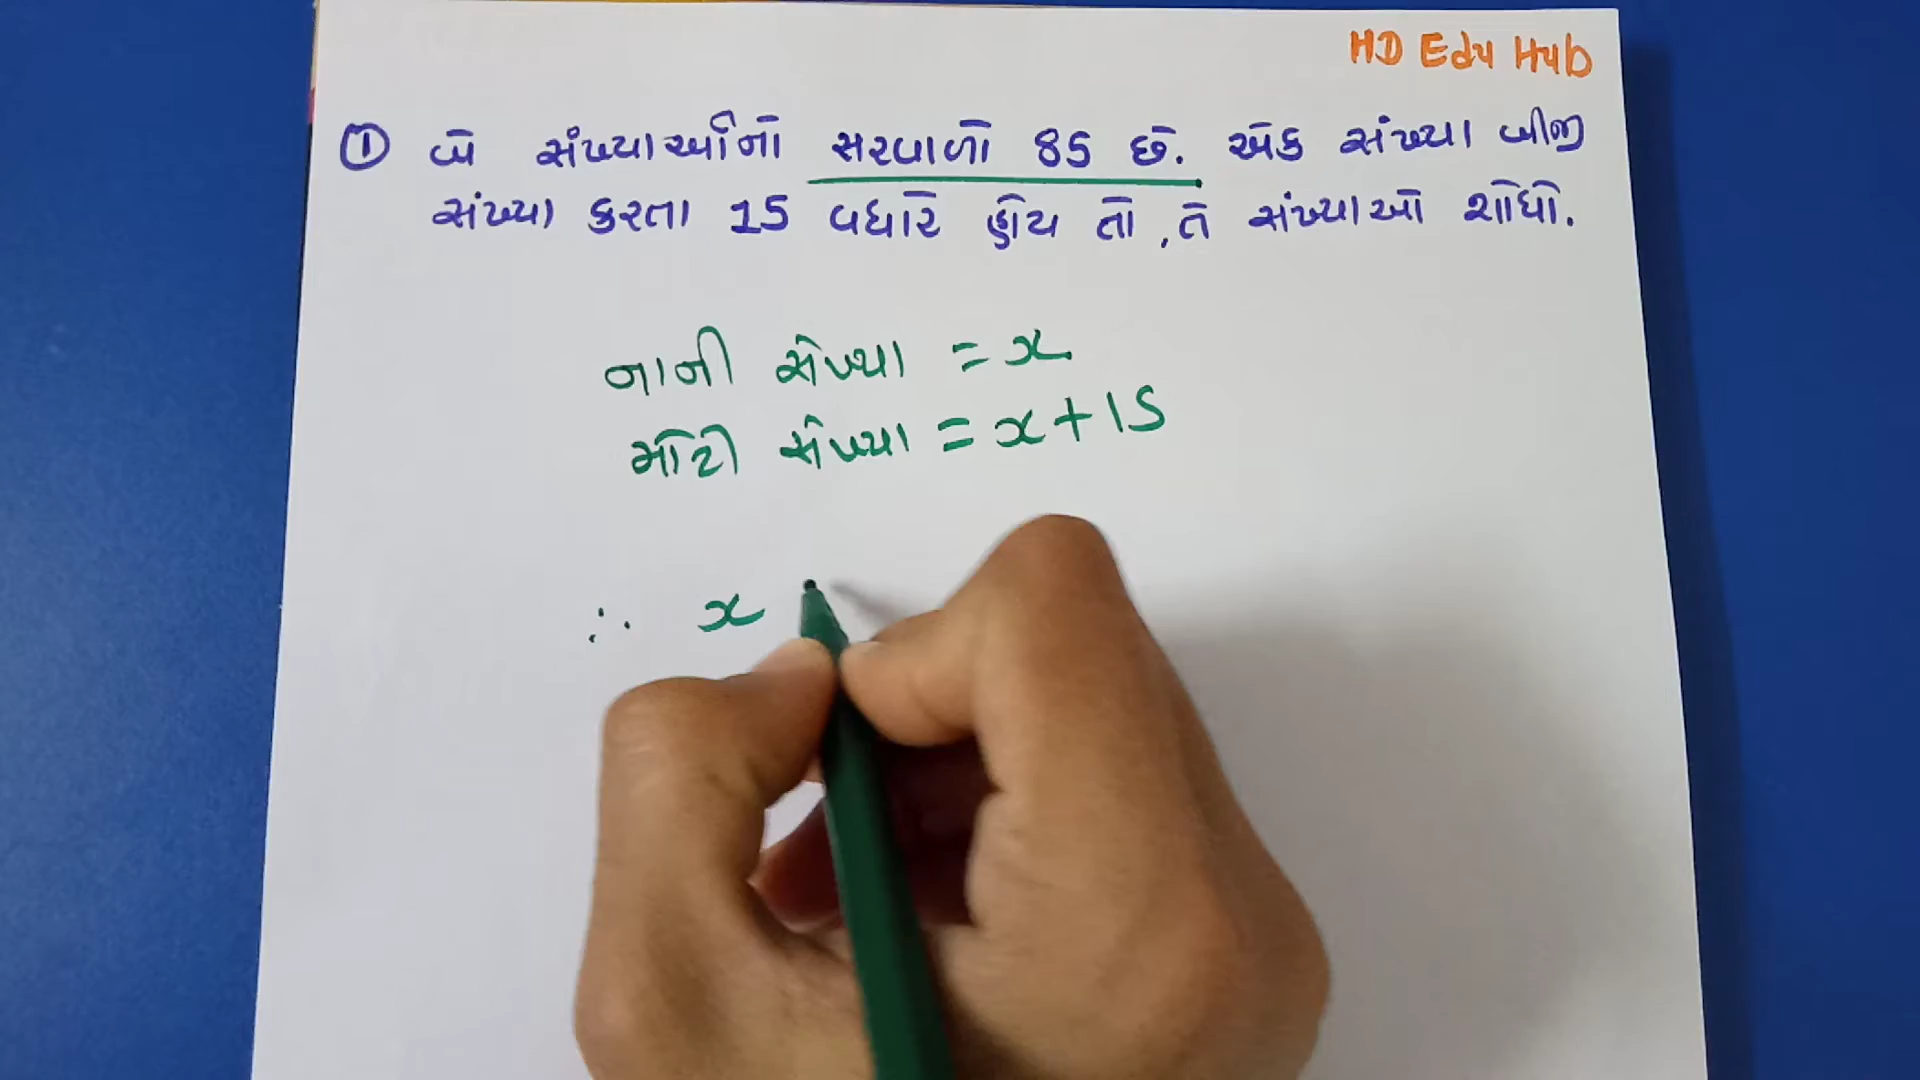 HD Edu Hub
① બે સંખ્યાઓનો સરવાળો 85 છે. એક સંખ્યા બીજી
સંખ્યા કરતા 15 વધારે હોય તો, તે સંખ્યાઓ શોધો.
નાની સંખ્યા = x
મોટી સંખ્યા = x + 15
∴ x